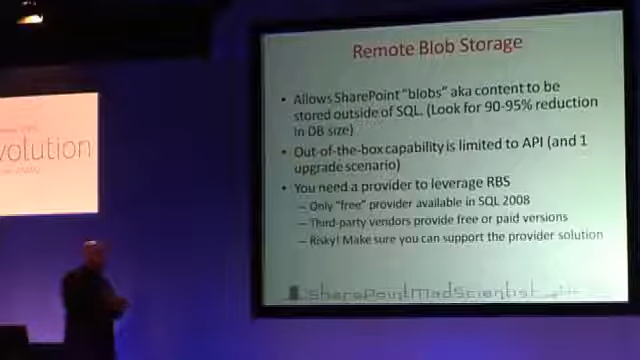 Remote Blob Storage
• Allows SharePoint "blobs" aka content to be
stored outside of SQL. (Look for 90-95% reduction
in DB size)
• Out-of-the-box capability is limited to API (and 1
upgrade scenario)
• You need a provider to leverage RBS
– Only "free" provider available in SQL 2008
– Third-party vendors provide free or paid versions
– Risky! Make sure you can support the provider solution
SharePointMadScientist
volution